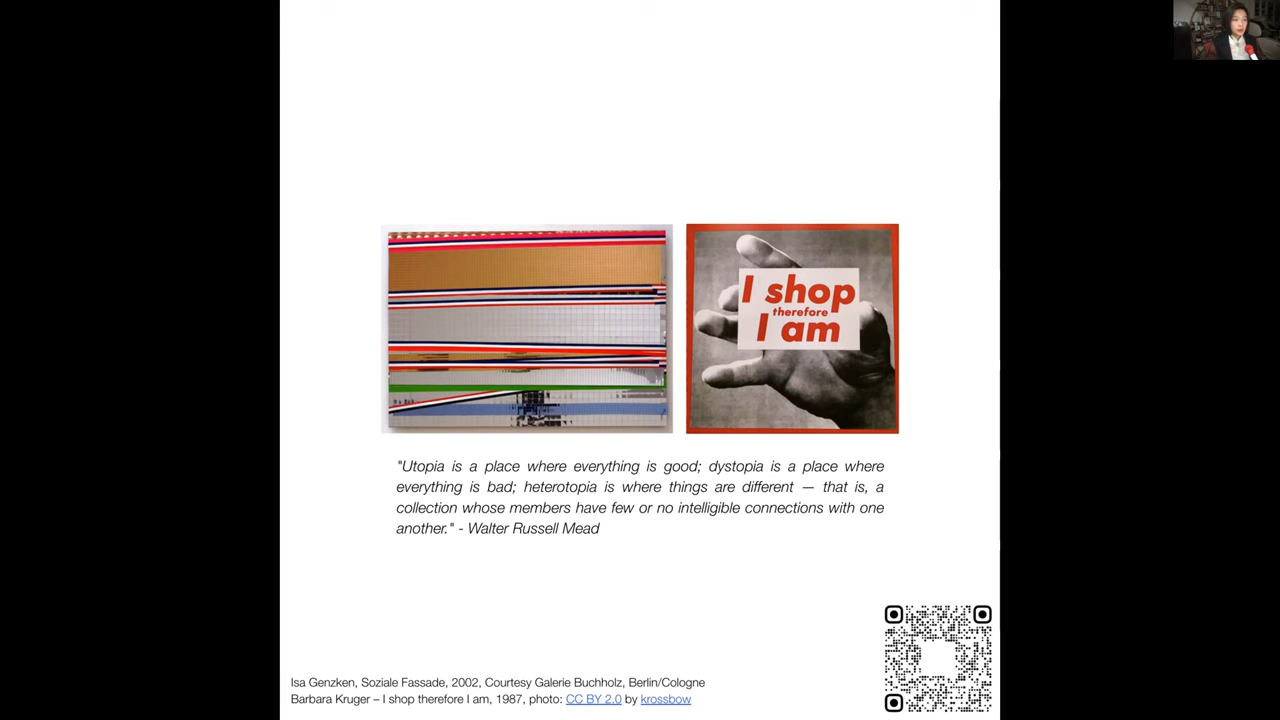 I shop
therefore
I am
"Utopia is a place where everything is good; dystopia is a place where
everything is bad; heterotopia is where things are different — that is, a
collection whose members have few or no intelligible connections with one
another." - Walter Russell Mead
Isa Genzken, Soziale Fassade, 2002, Courtesy Galerie Buchholz, Berlin/Cologne
Barbara Kruger – I shop therefore I am, 1987, photo: CC BY 2.0 by krossbow